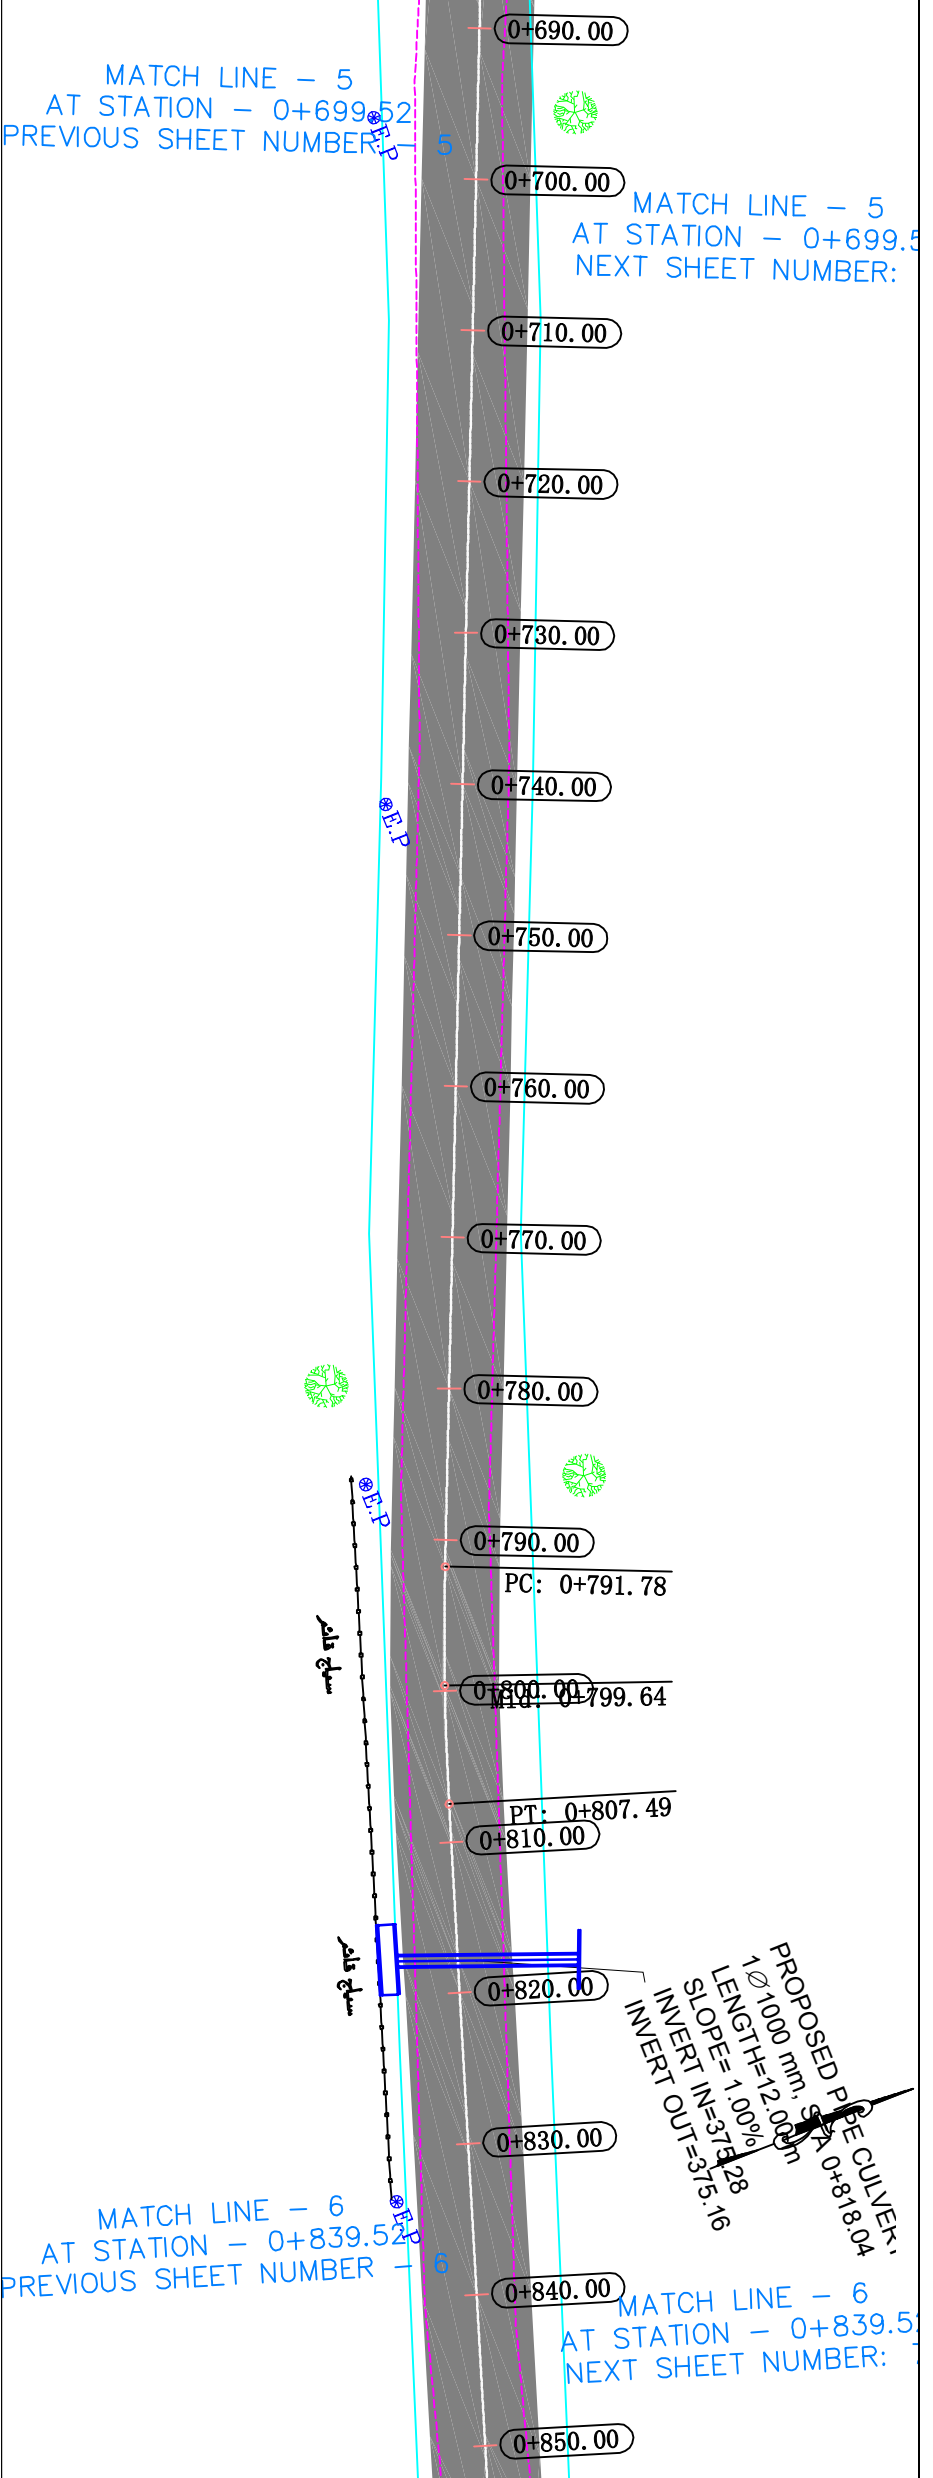 0+690.00
MATCH LINE - 5
AT STATION - 0+699.52
PREVIOUS SHEET NUMBER - 5
E.P
0+700.00
MATCH LINE - 5
AT STATION - 0+699.5
NEXT SHEET NUMBER:
0+710.00
0+720.00
0+730.00
0+740.00
E.P
0+750.00
0+760.00
0+770.00
0+780.00
E.P
0+790.00
PC: 0+791.78
سياج قائم
0+800.00
Mid: 0+799.64
PT: 0+807.49
0+810.00
سياج قائم
0+820.00
PROPOSED PIPE CULVERT,
1Ø1000 mm, STA 0+818.04
LENGTH=12.00m
SLOPE= 1.00%
INVERT IN=375.28
INVERT OUT=375.16
0+830.00
E.P
MATCH LINE - 6
AT STATION - 0+839.52
PREVIOUS SHEET NUMBER - 6
0+840.00
MATCH LINE - 6
AT STATION - 0+839.52
NEXT SHEET NUMBER:
0+850.00